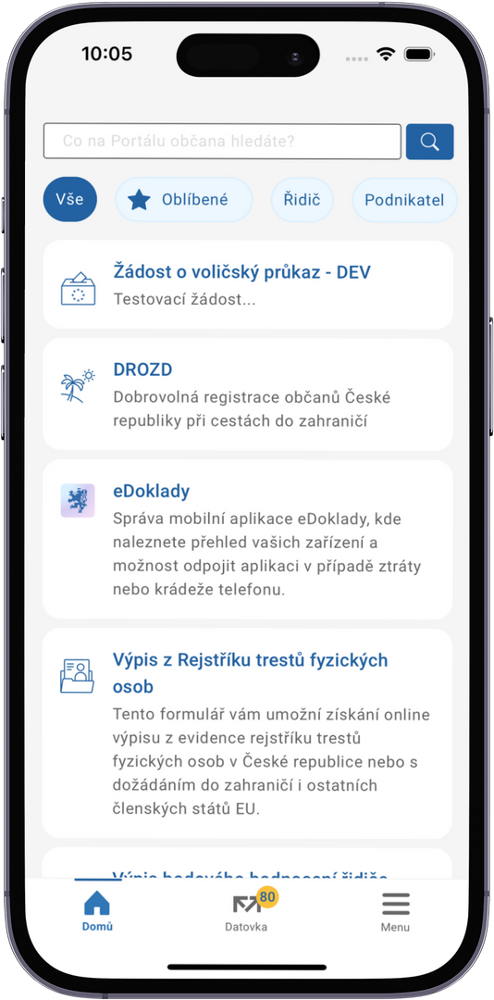 10:05
Co na Portálu občana hledáte?
Vše
Oblíbené
Řidič
Podnikatel
Žádost o voličský průkaz - DEV
Testovací žádost...
DROZD
Dobrovolná registrace občanů České
republiky při cestách do zahraničí
eDoklady
Správa mobilní aplikace eDoklady, kde
naleznete přehled vašich zařízení a
možnost odpojit aplikaci v případě ztráty
nebo krádeže telefonu.
Výpis z Rejstříku trestů fyzických
osob
Tento formulář vám umožní získání online
výpisu z evidence rejstříku trestů
fyzických osob v České republice nebo s
dožádáním do zahraničí i ostatních
členských států EU.
Výpis bodového hodnocení řidiče
80
Domů
Datovka
Menu